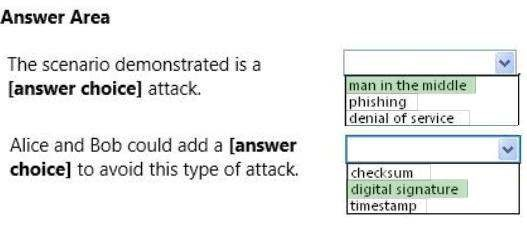 Answer Area
The scenario demonstrated is a
[answer choice] attack.
man in the middle
phishing
denial of service
Alice and Bob could add a [answer
choice] to avoid this type of attack.
checksum
digital signature
timestamp